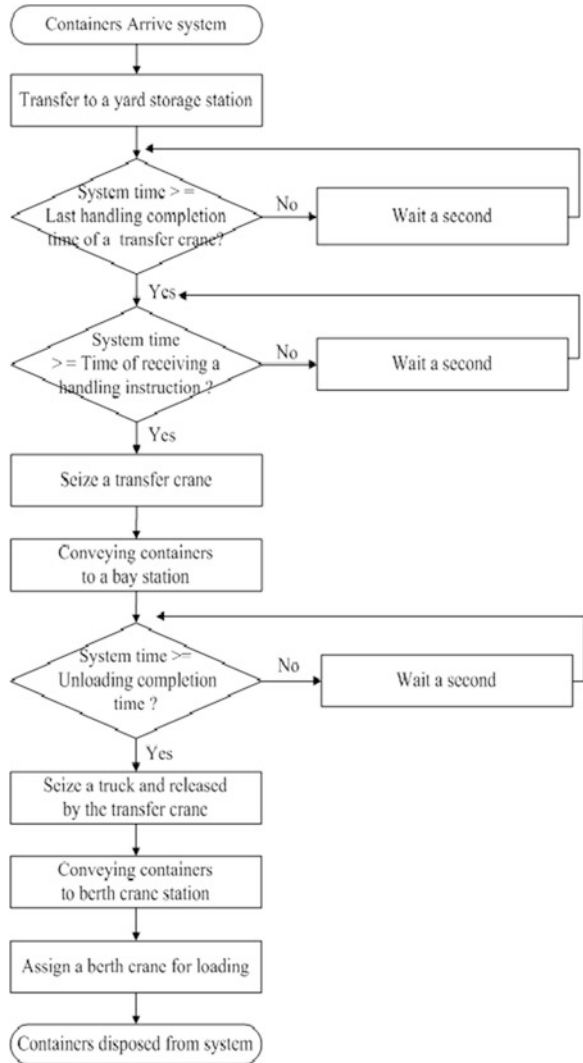 Containers Arrive system
Transfer to a yard storage station
System time > =
Last handling completion
time of a transfer crane?
No
Wait a second
Yes
System time
> = Time of receiving a
handling instruction ?
No
Wait a second
Yes
Seize a transfer crane
Conveying containers
to a bay station
System time >=
Unloading completion
time ?
No
Wait a second
Yes
Seize a truck and released
by the transfer crane
Conveying containers
to berth crane station
Assign a berth crane for loading
Containers disposed from system